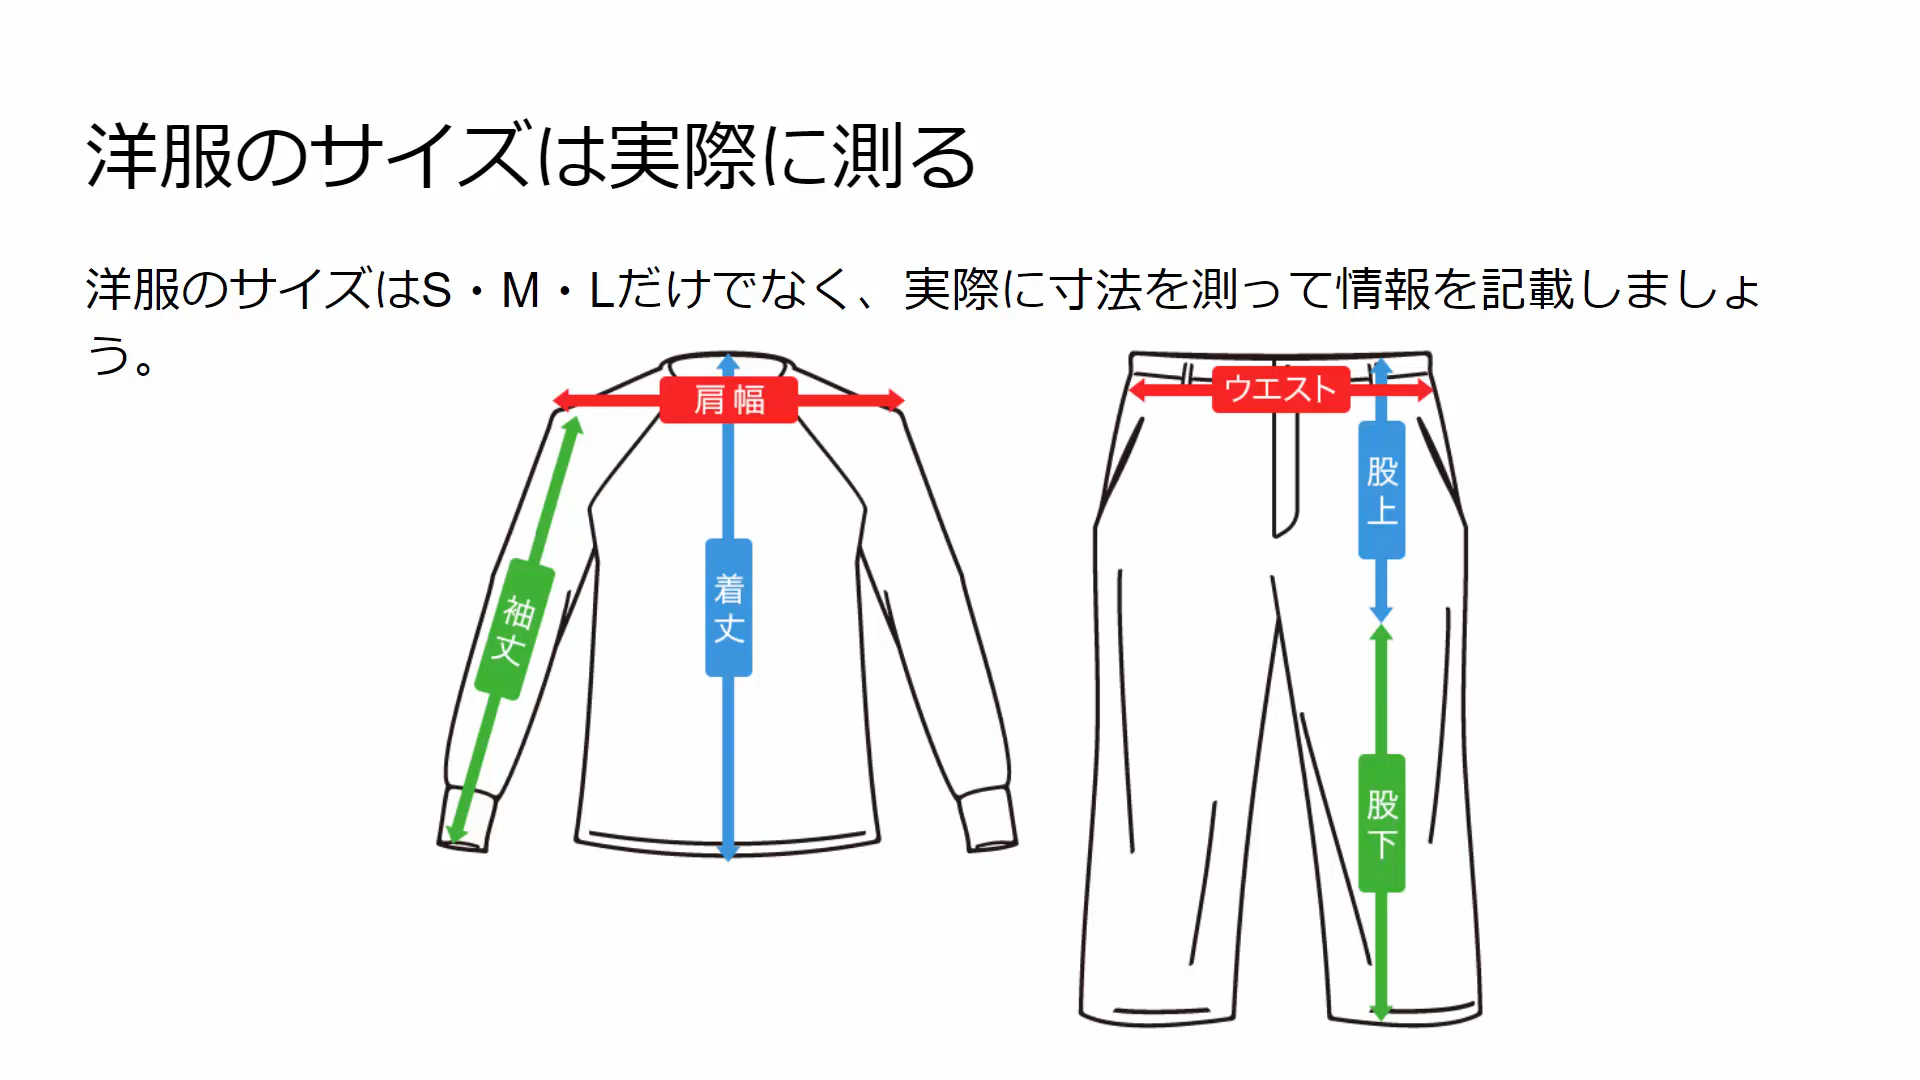 洋服のサイズは実際に測る
洋服のサイズはS・M・Lだけでなく、実際に寸法を測って情報を記載しましょ
う。
肩幅
袖丈
着丈
ウエスト
股上
股下